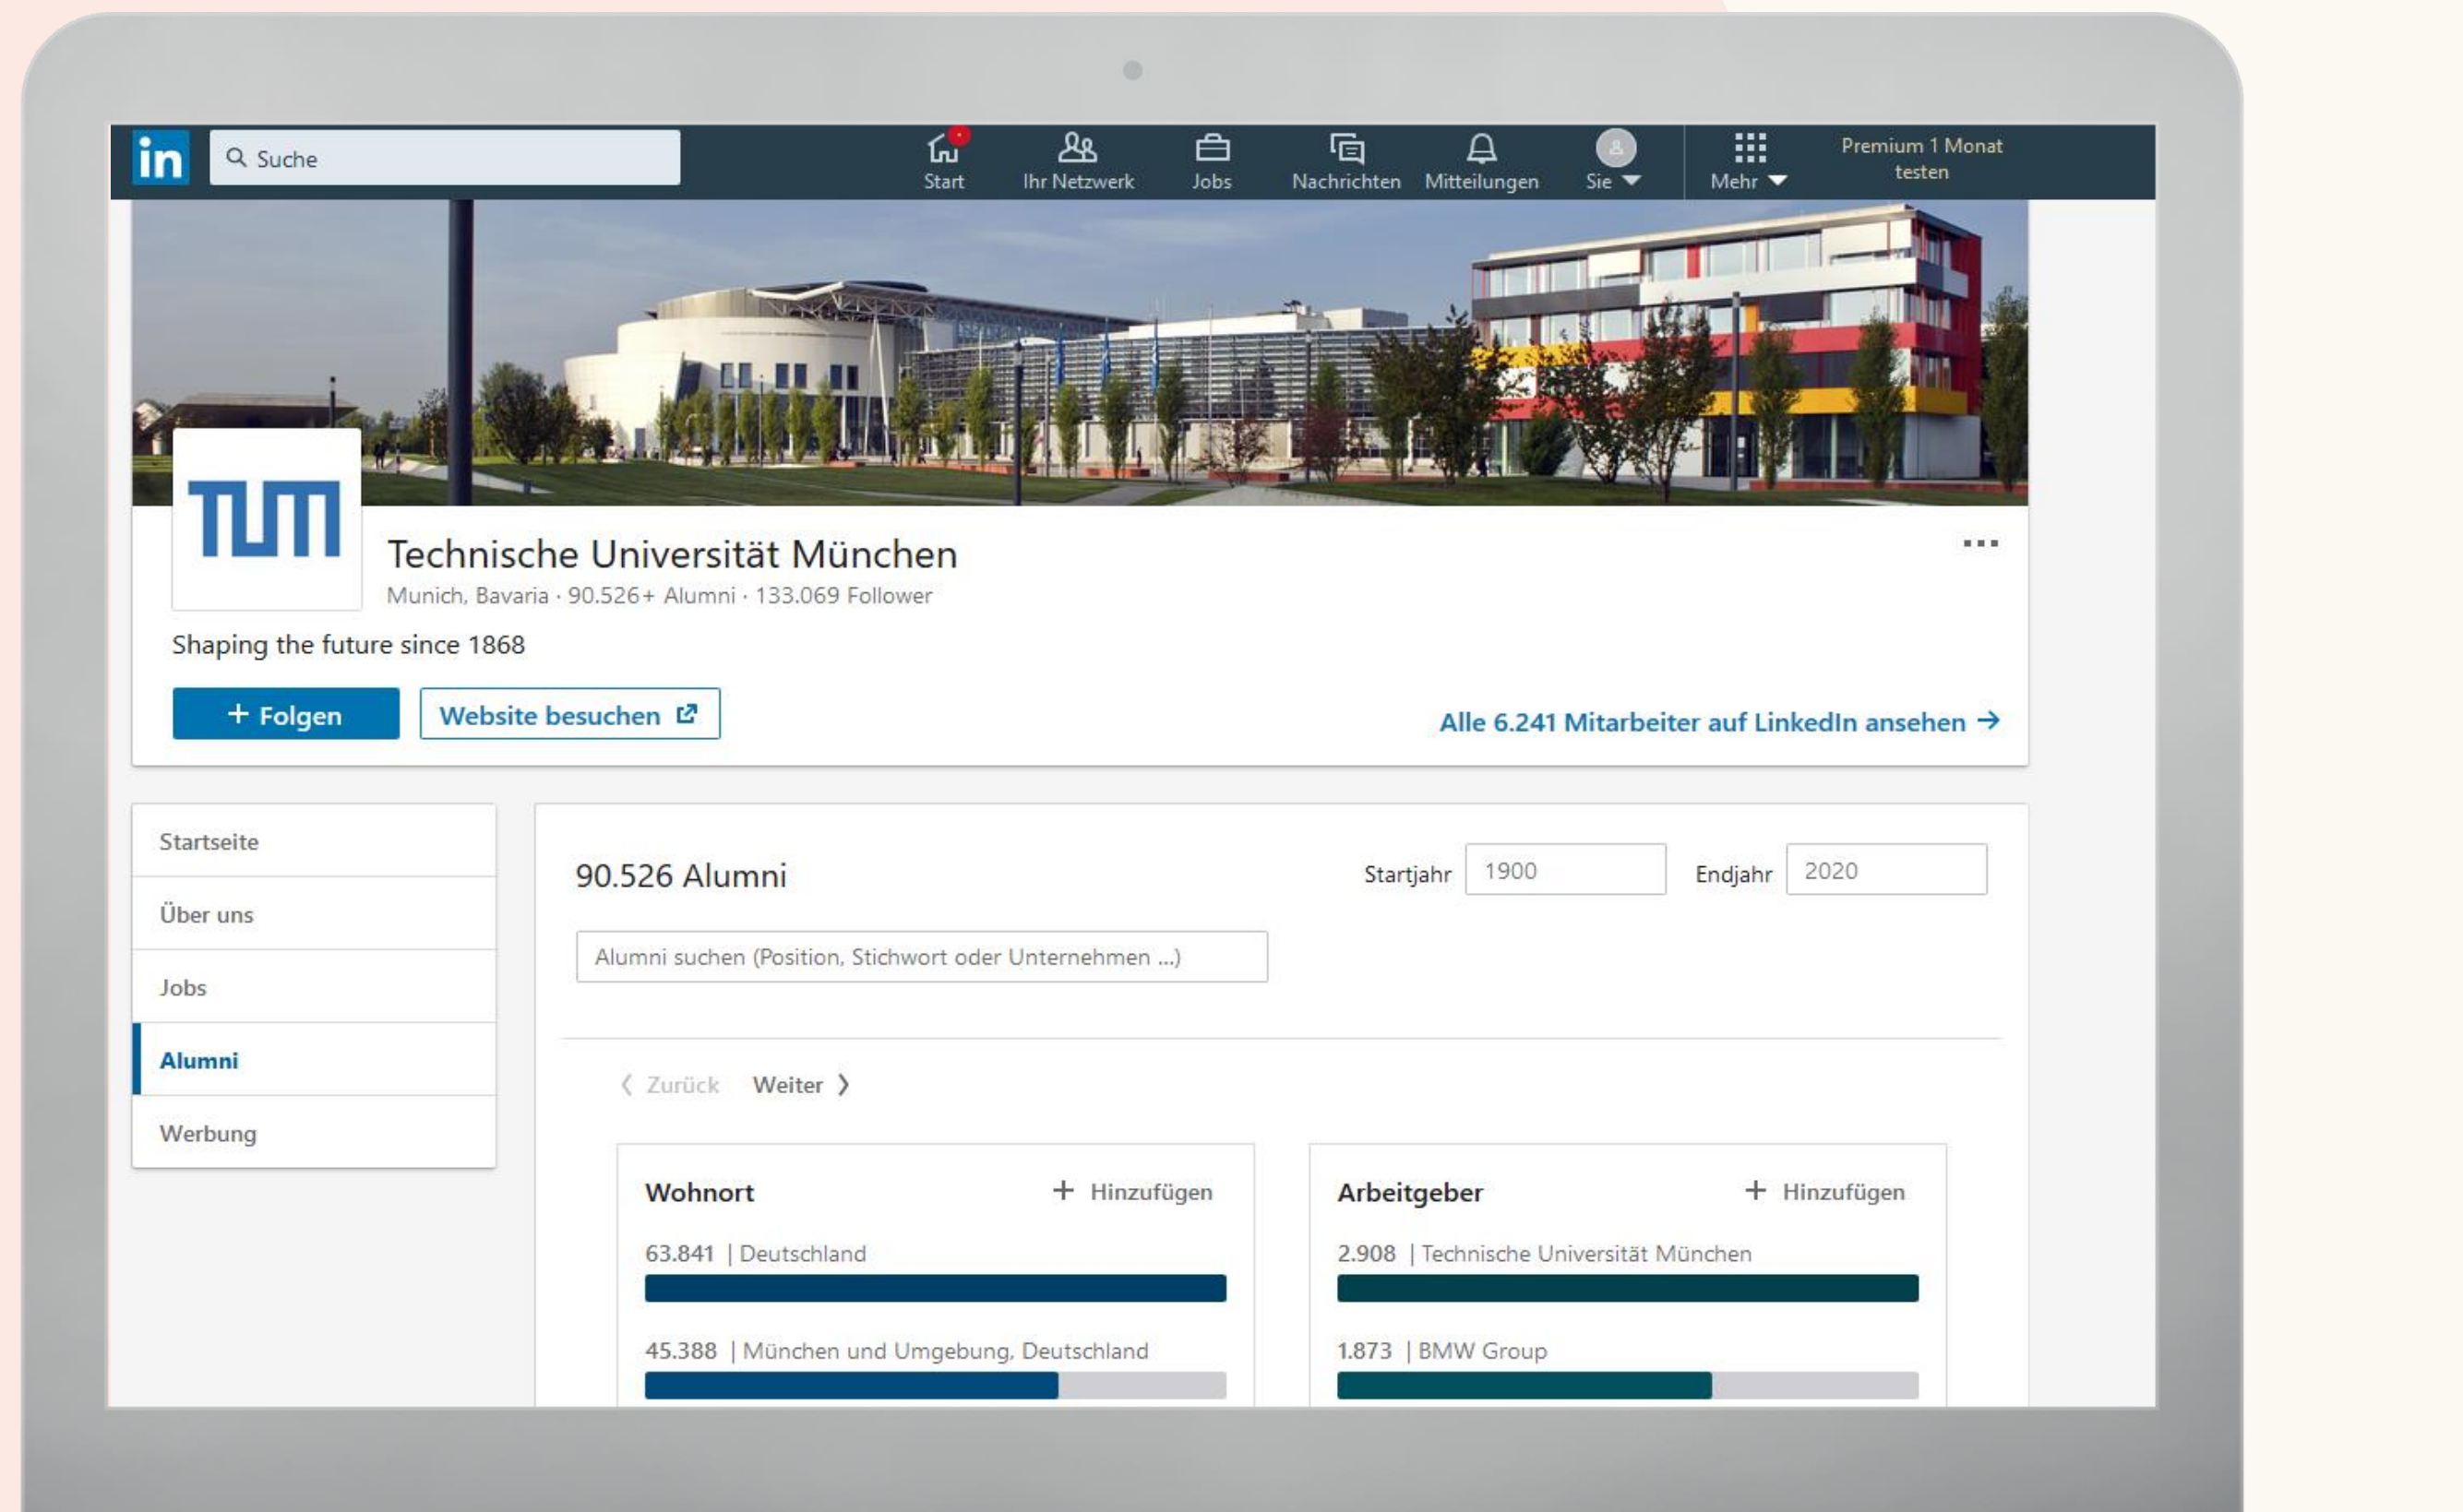 in
Suche
Start
Ihr Netzwerk
Jobs
Nachrichten
Mitteilungen
Sie
Mehr
Premium 1 Monat
testen
TUM
Technische Universität München
Munich, Bavaria · 90.526+ Alumni · 133.069 Follower
Shaping the future since 1868
+ Folgen
Website besuchen
Alle 6.241 Mitarbeiter auf LinkedIn ansehen →
Startseite
Über uns
Jobs
Alumni
Werbung
90.526 Alumni
Startjahr 1900
Endjahr 2020
Alumni suchen (Position, Stichwort oder Unternehmen ...)
Zurück
Weiter
Wohnort
+ Hinzufügen
63.841 | Deutschland
45.388 | München und Umgebung, Deutschland
Arbeitgeber
+ Hinzufügen
2.908 | Technische Universität München
1.873 | BMW Group